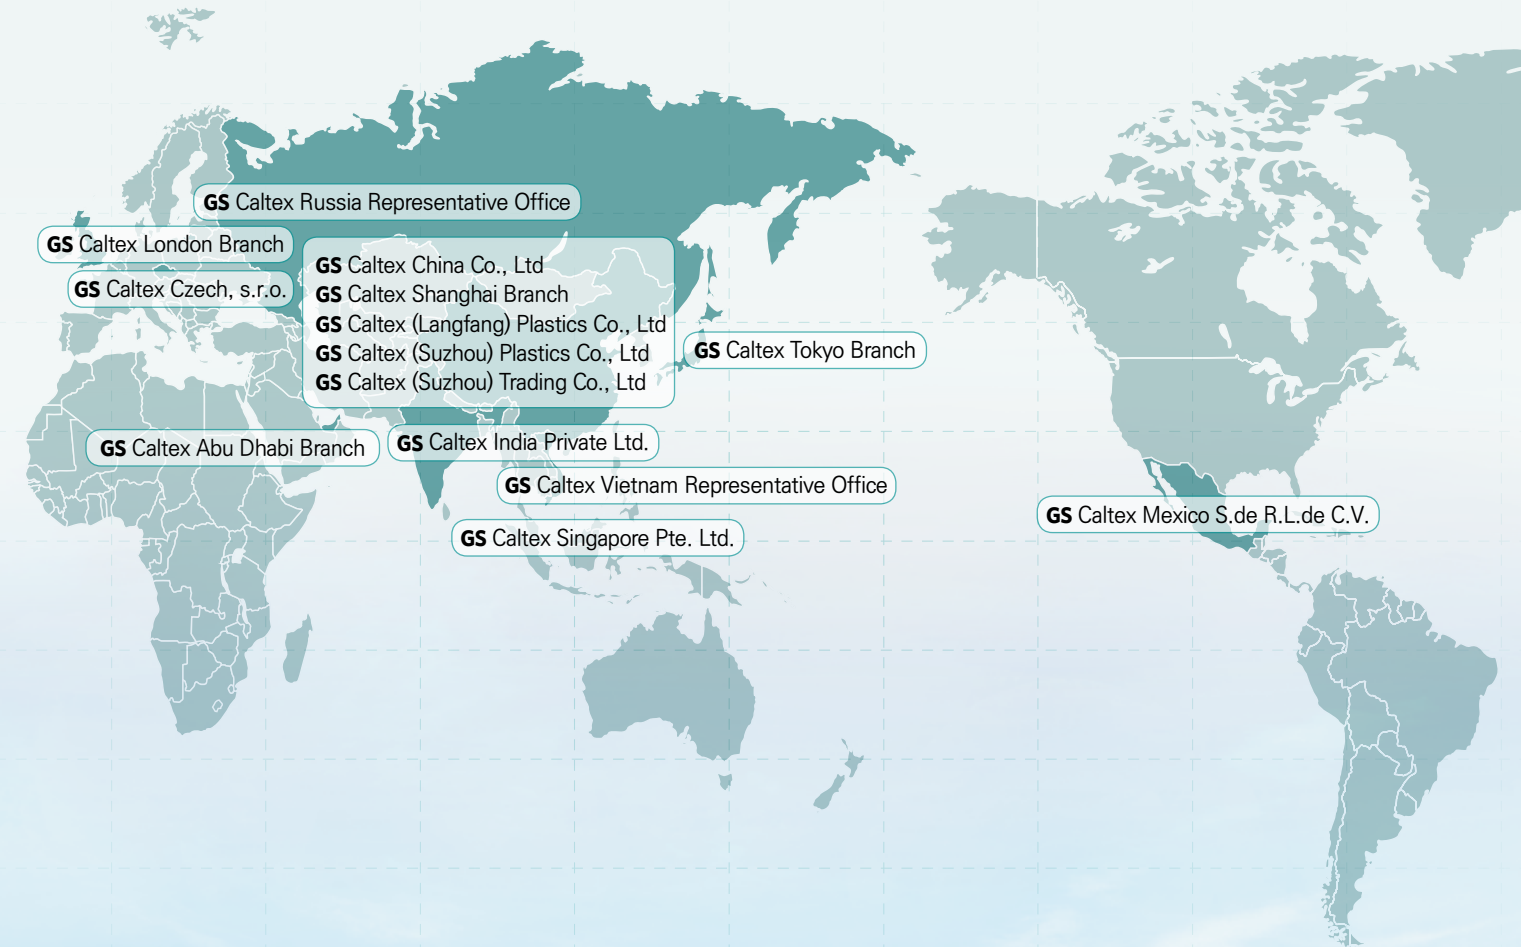 GS Caltex Russia Representative Office
GS Caltex London Branch
GS Caltex Czech, s.r.o.
GS Caltex China Co., Ltd
GS Caltex Shanghai Branch
GS Caltex (Langfang) Plastics Co., Ltd
GS Caltex (Suzhou) Plastics Co., Ltd
GS Caltex (Suzhou) Trading Co., Ltd
GS Caltex Tokyo Branch
GS Caltex Abu Dhabi Branch
GS Caltex India Private Ltd.
GS Caltex Vietnam Representative Office
GS Caltex Singapore Pte. Ltd.
GS Caltex Mexico S.de R.L.de C.V.